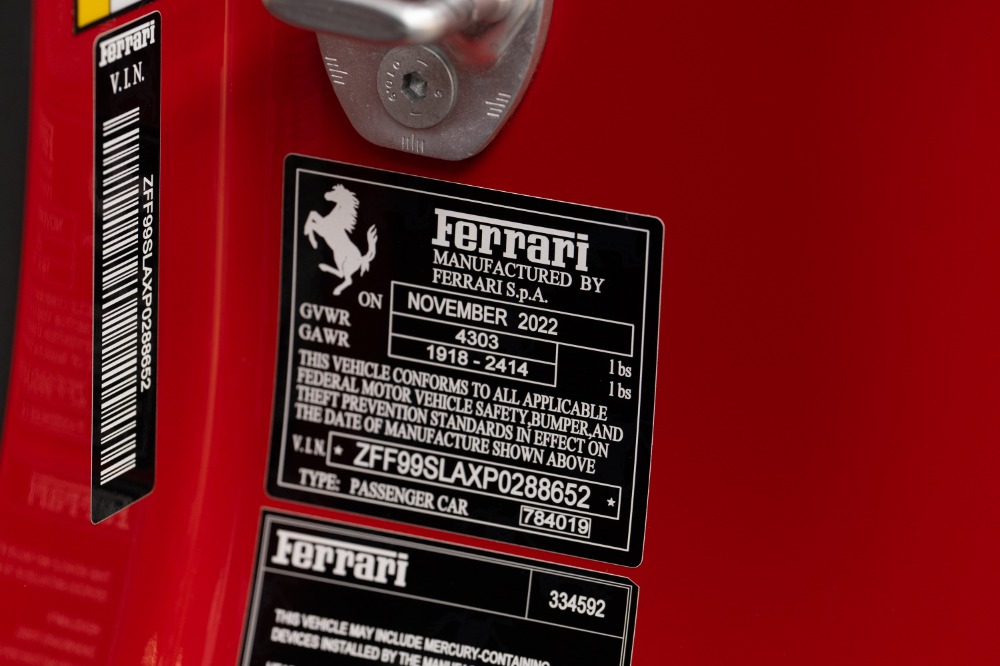 Ferrari
V.I.N.
ZFF99SLAXP0288652
Ferrari
MANUFACTURED BY
FERRARI S.p.A.
ON NOVEMBER 2022
GVWR 4303 lbs
GAWR 1918 - 2414 lbs
THIS VEHICLE CONFORMS TO ALL APPLICABLE
FEDERAL MOTOR VEHICLE SAFETY,BUMPER,AND
THEFT PREVENTION STANDARDS IN EFFECT ON
THE DATE OF MANUFACTURE SHOWN ABOVE
V.I.N. * ZFF99SLAXP0288652 *
TYPE: PASSENGER CAR 784019
Ferrari 334592
THIS VEHICLE MAY INCLUDE MERCURY-CONTAINING
DEVICES INSTALLED BY THE